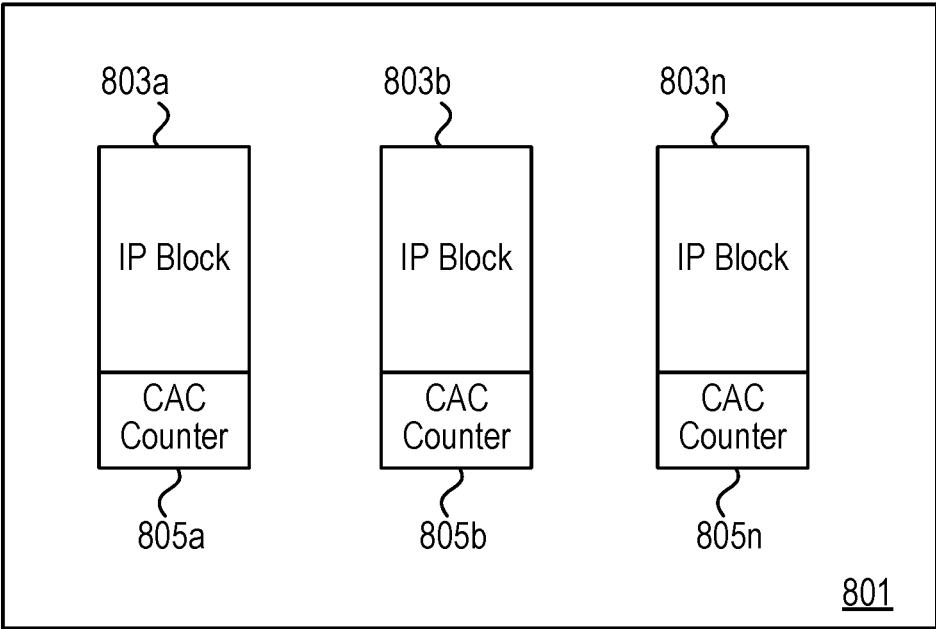 803a 803b 803n
IP Block IP Block IP Block
CAC CAC CAC
Counter Counter Counter
805a 805b 805n
801